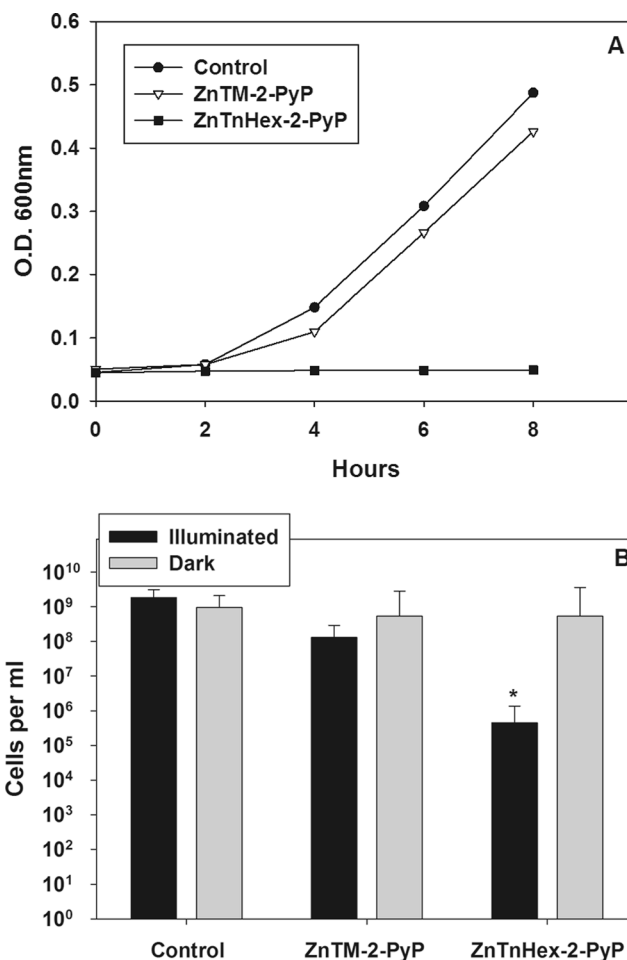 0.6
A
Control
ZnTM-2-PyP
ZnTnHex-2-PyP
0.5
0.4
0.3
0.2
0.1
0.0
O.D. 600nm
0 2 4 6 8
Hours
Illuminated
Dark
B
10¹⁰
10⁹
10⁸
10⁷
10⁶
10⁵
10⁴
10³
10²
10¹
10⁰
Cells per ml
*
Control ZnTM-2-PyP ZnTnHex-2-PyP